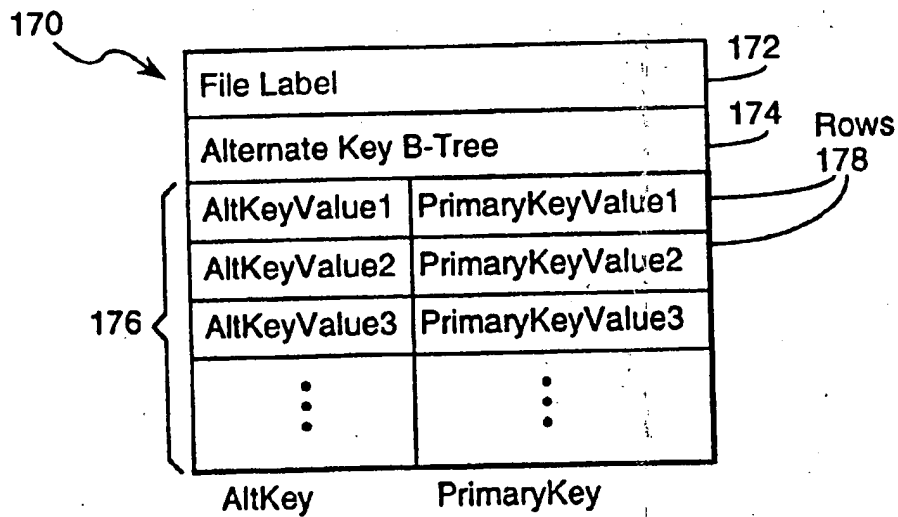 170
172
File Label
174
Rows
178
Alternate Key B-Tree
AltKeyValue1 PrimaryKeyValue1
AltKeyValue2 PrimaryKeyValue2
176
AltKeyValue3 PrimaryKeyValue3
AltKey PrimaryKey